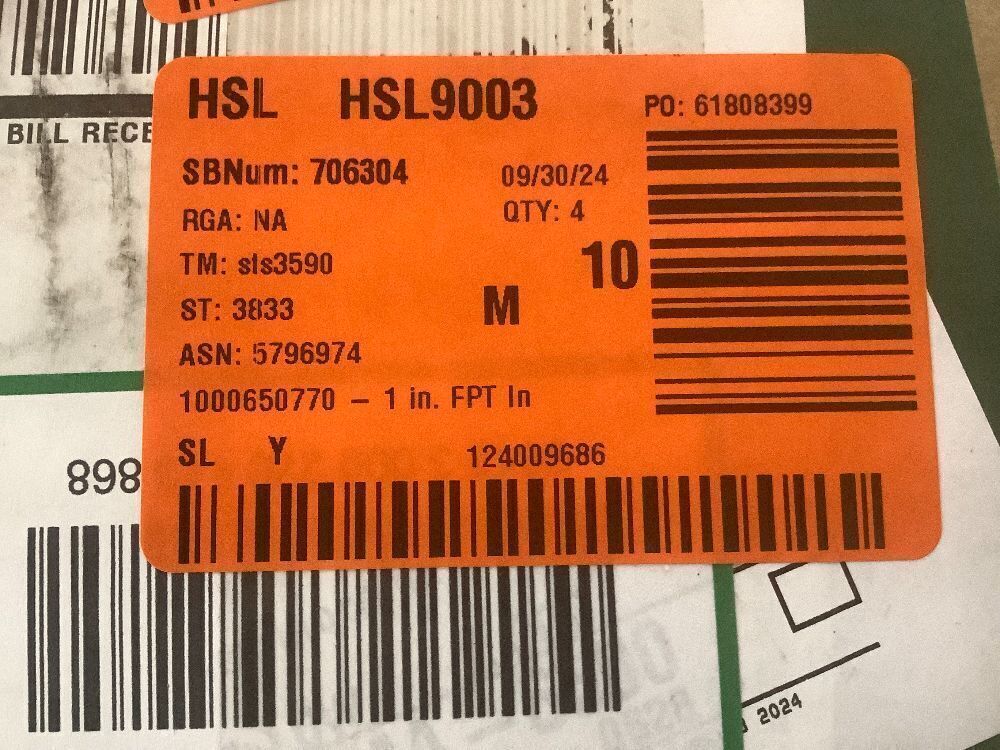 HSL HSL9003
PO: 61808399
SBNum: 706304
09/30/24
RGA: NA
QTY: 4
TM: sts3590
10
ST: 3833
M
ASN: 5796974
1000650770 – 1 in. FPT In
SL Y
124009686
BILL RECE
898
2024